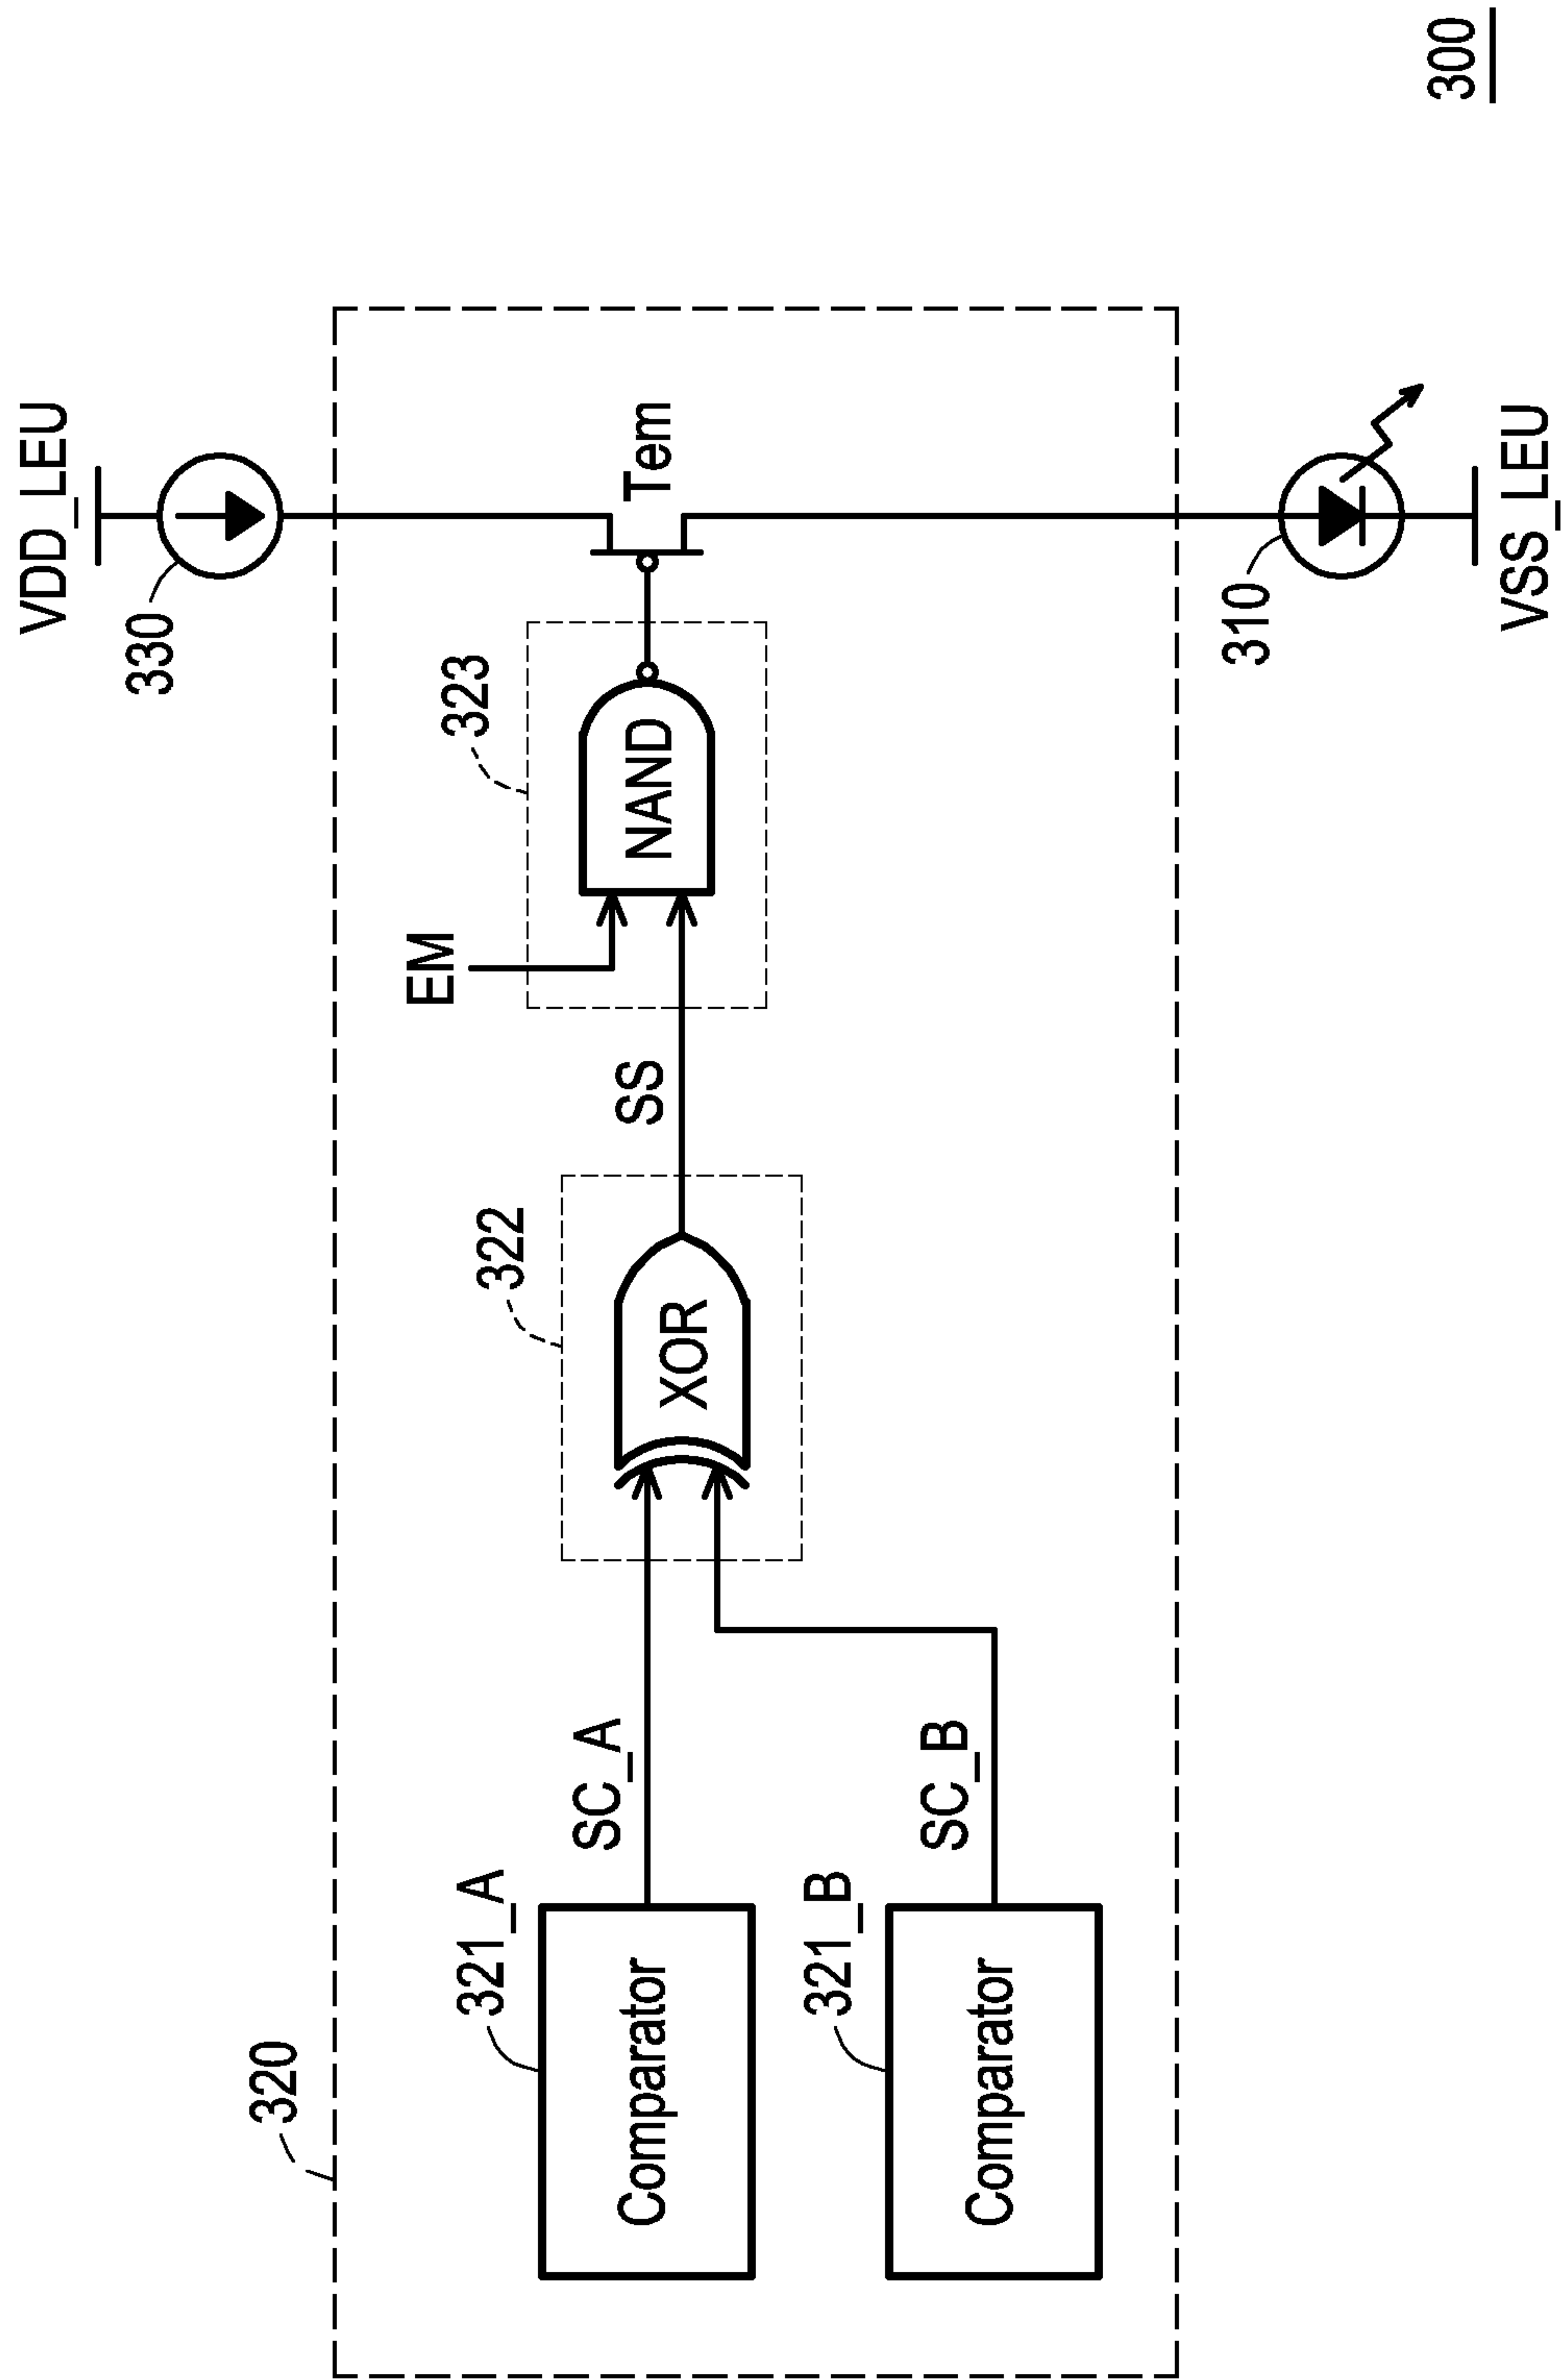 VDD_LEU
330
320
323
EM
322
321_A
SC_A
SS
Tem
Comparator
XOR
NAND
321_B
SC_B
Comparator
310
VSS_LEU
300